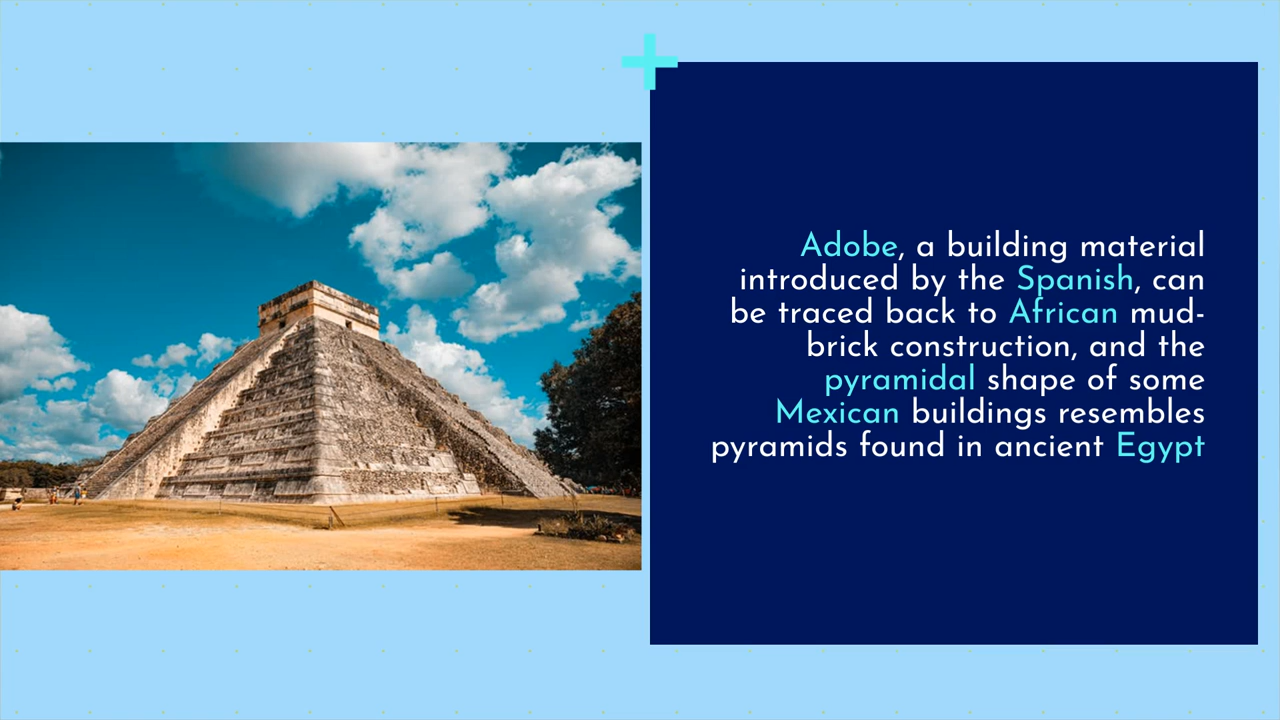 Adobe, a building material
introduced by the Spanish, can
be traced back to African mud-
brick construction, and the
pyramidal shape of some
Mexican buildings resembles
pyramids found in ancient Egypt